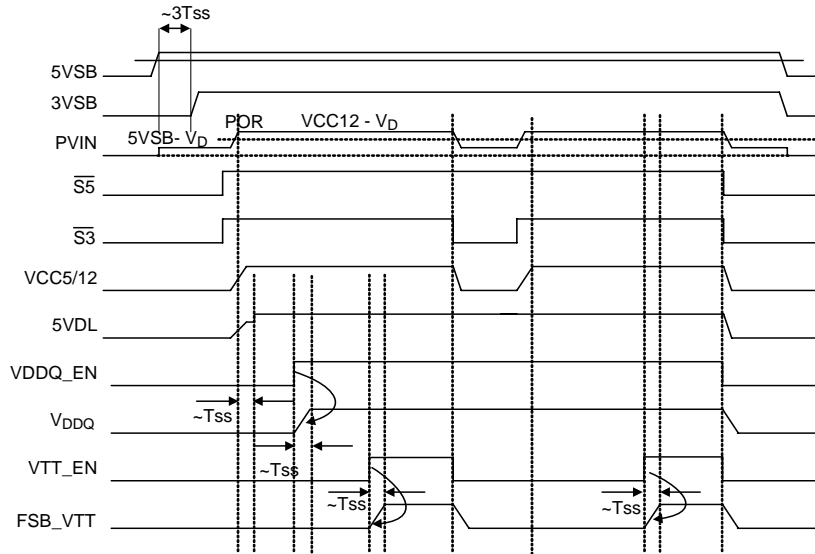 ~3Tss
5VSB
3VSB
POR
VCC12 - VD
5VSB- VD
PVIN
S5
S3
VCC5/12
5VDL
VDDQ_EN
~Tss
VDDQ
~Tss
VTT_EN
~Tss
~Tss
FSB_VTT